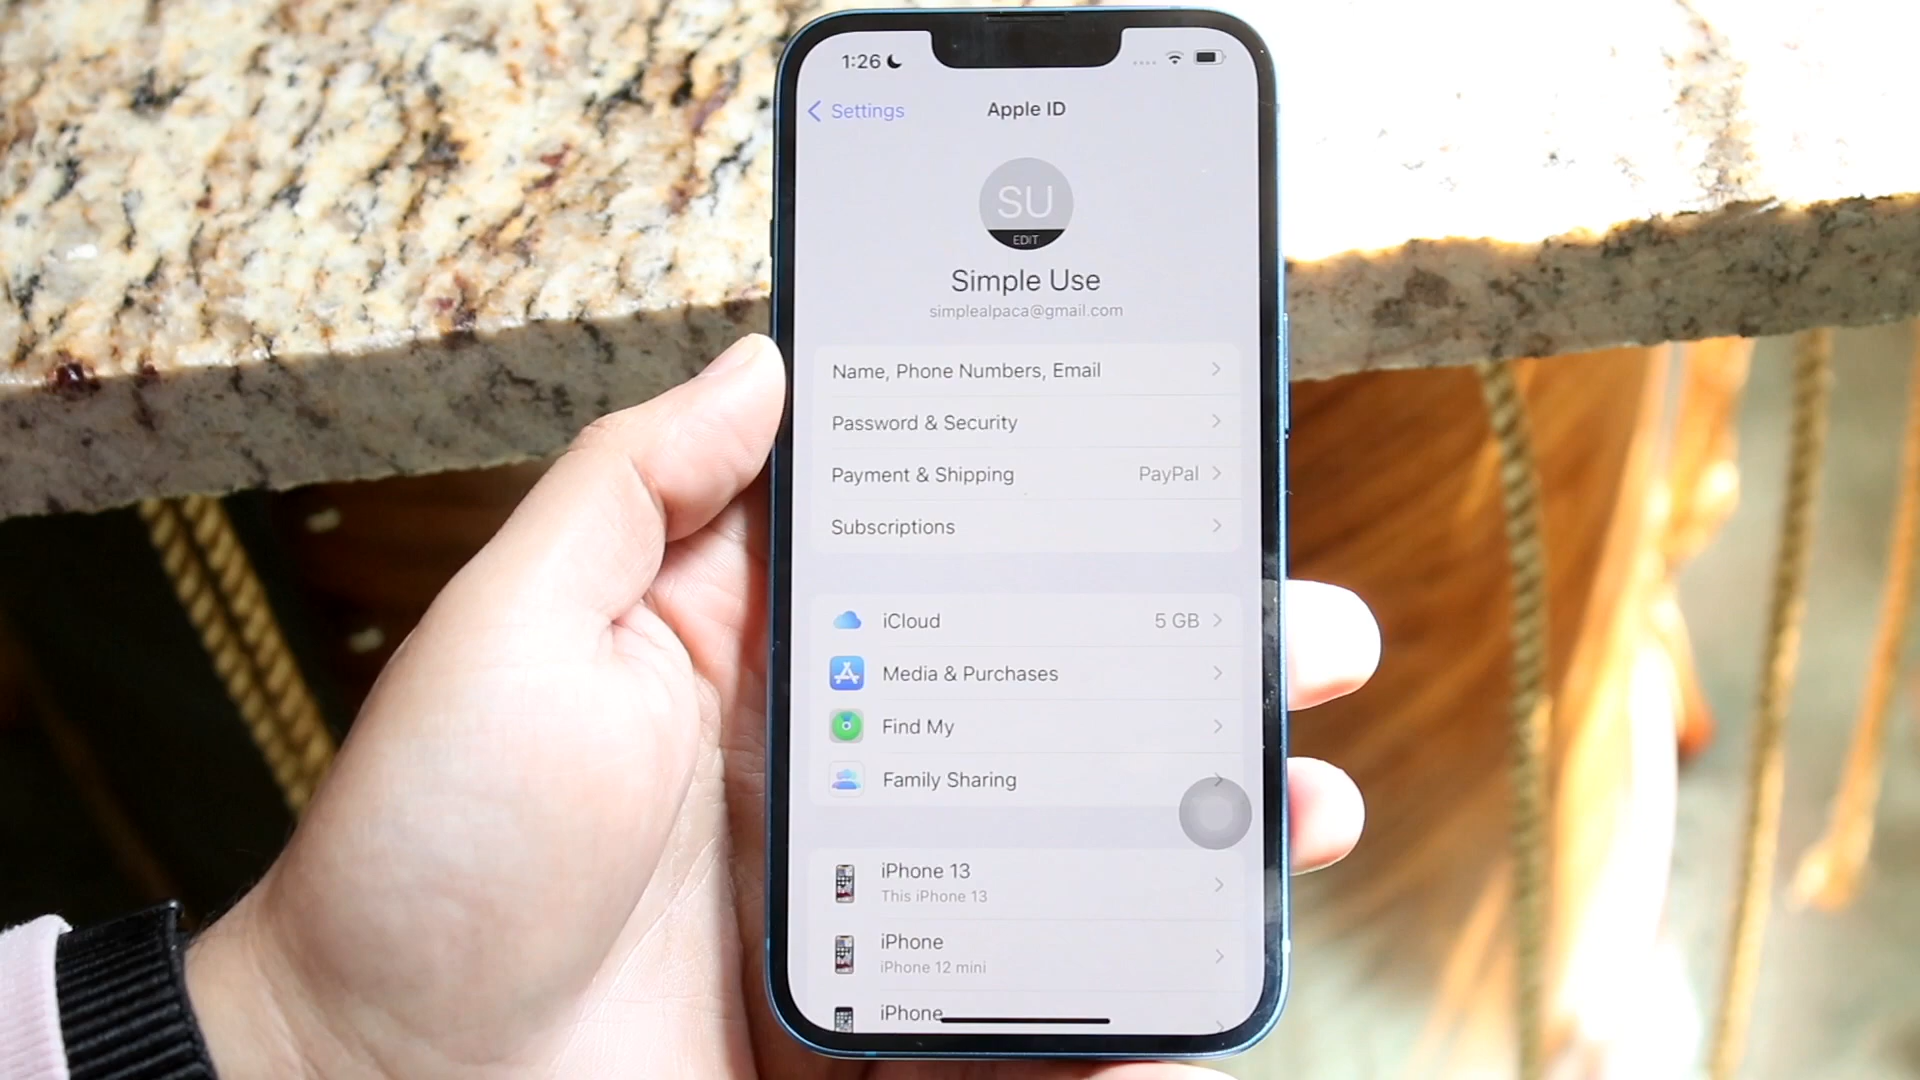 1:26
Settings
Apple ID
SU
EDIT
Simple Use
simplealpaca@gmail.com
Name, Phone Numbers, Email
Password & Security
Payment & Shipping PayPal
Subscriptions
iCloud 5 GB
Media & Purchases
Find My
Family Sharing
iPhone 13
This iPhone 13
iPhone
iPhone 12 mini
iPhone